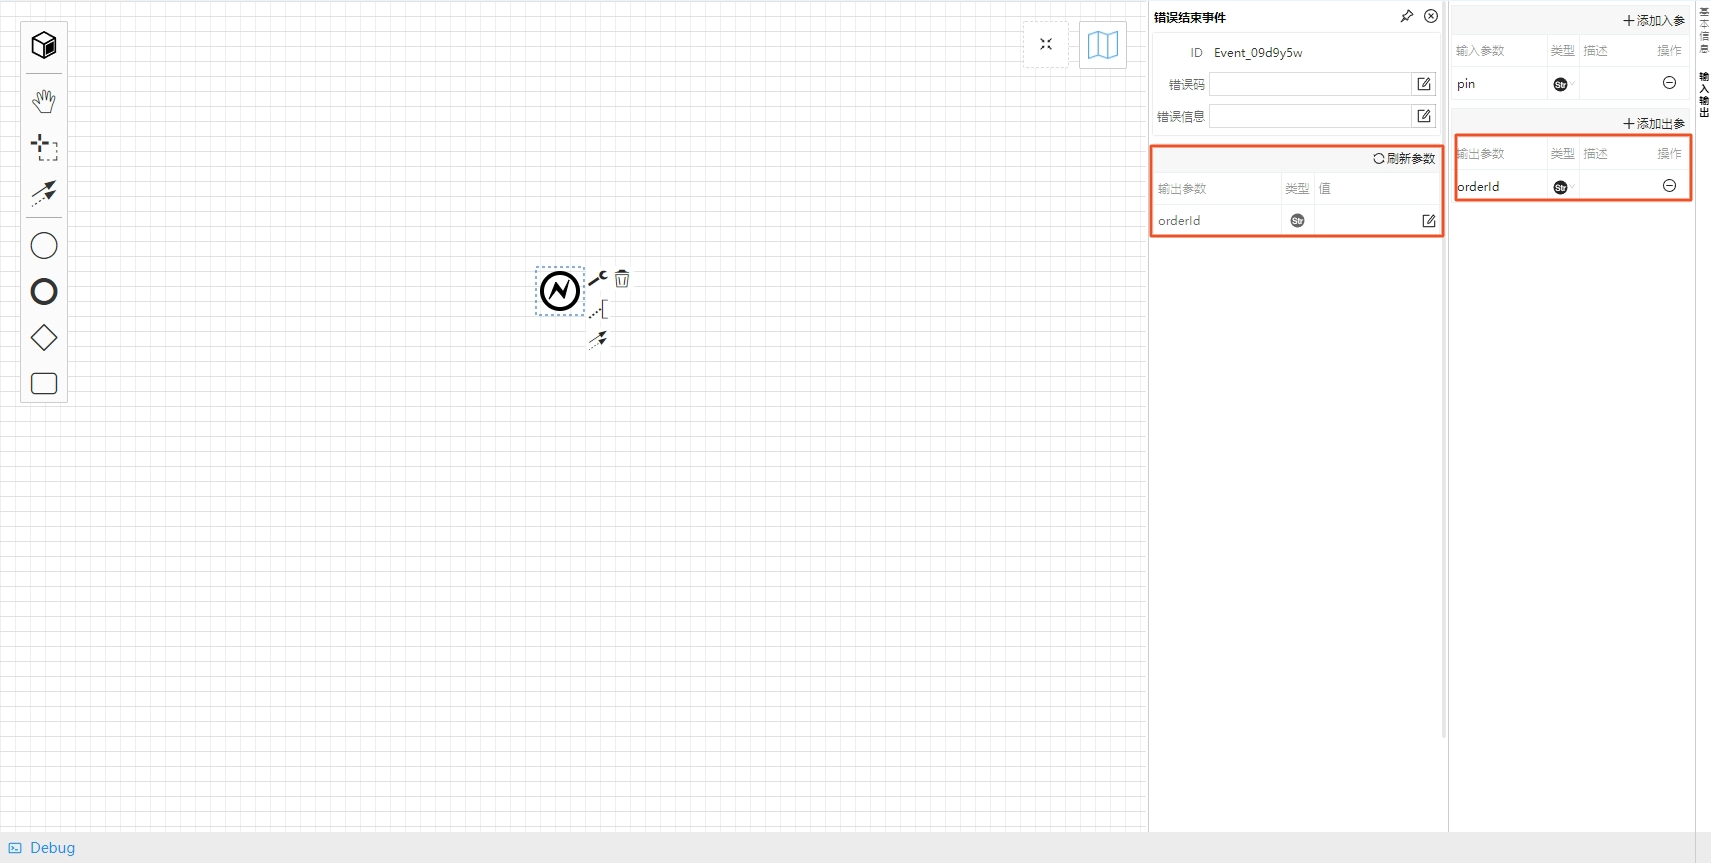 错误结束事件
ID Event_09d9y5w
错误码
错误信息
刷新参数
输出参数 类型 值
orderId Str
添加入参
输入参数 类型 描述 操作
pin Str
添加出参
输出参数 类型 描述 操作
orderId Str
基本信息
输入输出
Debug